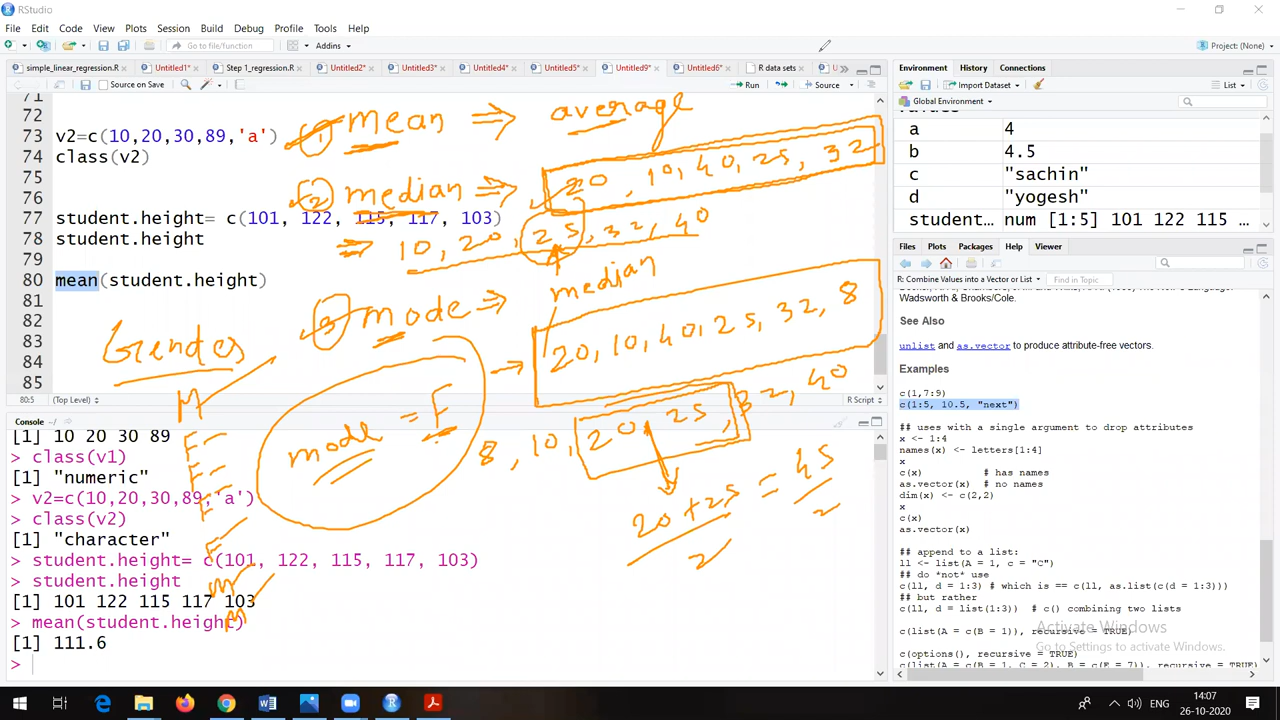 RStudio
File Edit Code View Plots Session Build Debug Profile Tools Help
Go to file/function
Addins
Project: (None)
simple_linear_regression.R
Untitled1*
Step 1_regression.R
Untitled2*
Untitled3*
Untitled4*
Untitled5*
Untitled9*
Untitled6*
R data sets
Source on Save
Run
Source
71
72
73 v2=c(10,20,30,89,'a')
74 class(v2)
75
76
77 student.height= c(101, 122, 115, 117, 103)
78 student.height
79
80 mean(student.height)
81
82
83
84
85
80:5 (Top Level) R Script
① mean ⇒ average
② median ⇒ 20, 10, 40, 25, 32
⇒ 10, 20, 25, 32, 40
median
③ mode ⇒
→ 20, 10, 40, 25, 32, 8
8, 10, 20, 25, 32, 40
20+25
2
= 45
2
Gender
M
F
F
F
F
M
M
mode = F
Console ~/
[1] 10 20 30 89
> class(v1)
[1] "numeric"
> v2=c(10,20,30,89,'a')
> class(v2)
[1] "character"
> student.height= c(101, 122, 115, 117, 103)
> student.height
[1] 101 122 115 117 103
> mean(student.height)
[1] 111.6
>
Environment History Connections
Import Dataset
List
Global Environment
values
a 4
b 4.5
c "sachin"
d "yogesh"
student… num [1:5] 101 122 115 …
Files Plots Packages Help Viewer
R: Combine Values into a Vector or List
Find in Topic
Wadsworth & Brooks/Cole.
See Also
unlist and as.vector to produce attribute-free vectors.
Examples
c(1,7:9)
c(1:5, 10.5, "next")
## uses with a single argument to drop attributes
x <- 1:4
names(x) <- letters[1:4]
x
c(x) # has names
as.vector(x) # no names
dim(x) <- c(2,2)
x
c(x)
as.vector(x)
## append to a list:
ll <- list(A = 1, c = "C")
## do *not* use
c(ll, d = list(1:3)) # which is == c(ll, as.list(c(d = 1:3)))
## but rather
c(ll, d = list(1:3)) # c() combining two lists
c(list(A = c(B = 1)), recursive = TRUE)
c(options(), recursive = TRUE)
c(list(A = c(B = 1, C = 2), B = c(E = 7)), recursive = TRUE)
Activate Windows
Go to Settings to activate Windows.
ENG
14:07
26-10-2020